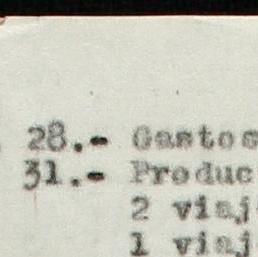 28.- Gastos
31.- Produc
2 viaj
1 viaj